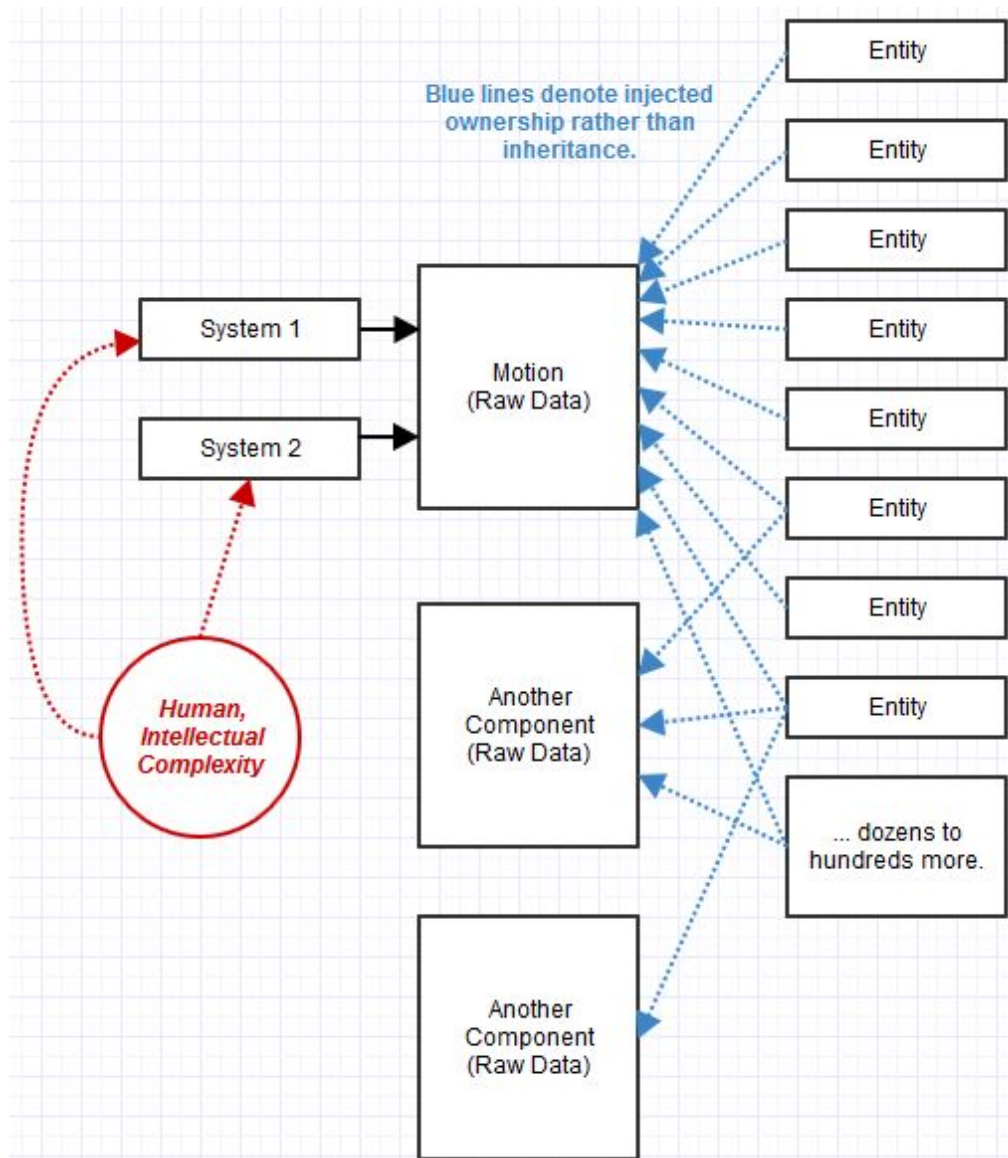 Entity
Blue lines denote injected
ownership rather than
inheritance.
Entity
Entity
System 1
Entity
Motion
(Raw Data)
Entity
System 2
Entity
Entity
Human,
Intellectual
Complexity
Another
Component
(Raw Data)
Entity
... dozens to
hundreds more.
Another
Component
(Raw Data)